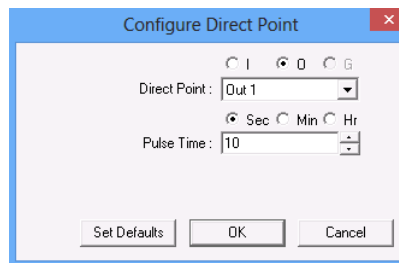 Configure Direct Point
I O G
Direct Point : Out 1
Sec Min Hr
Pulse Time : 10
Set Defaults OK Cancel